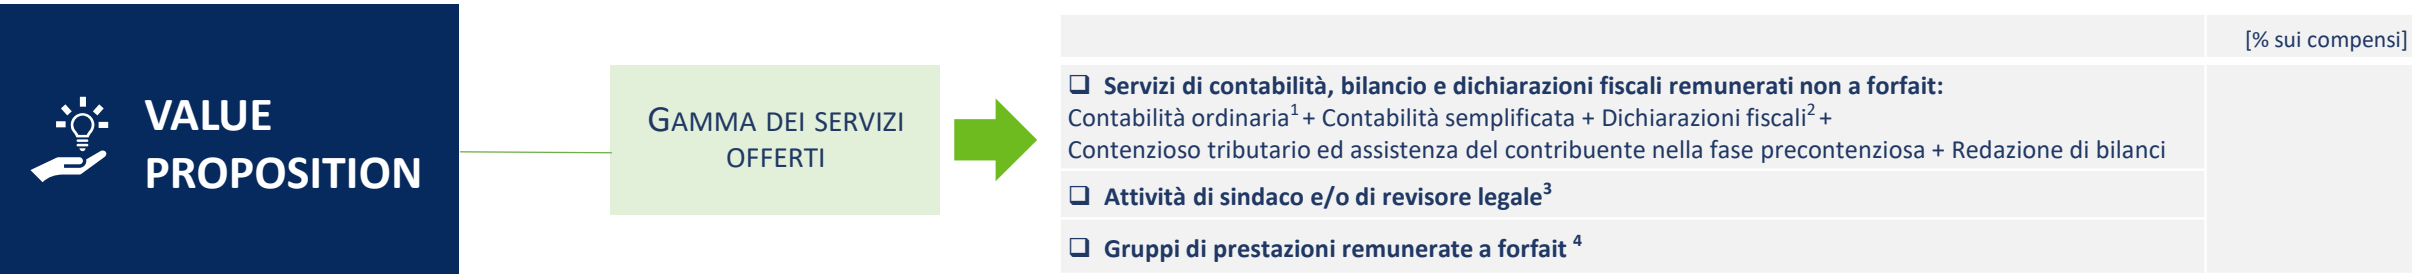 VALUE
PROPOSITION
GAMMA DEI SERVIZI
OFFERTI
[% sui compensi]
❑ Servizi di contabilità, bilancio e dichiarazioni fiscali remunerati non a forfait:
Contabilità ordinaria¹ + Contabilità semplificata + Dichiarazioni fiscali² +
Contenzioso tributario ed assistenza del contribuente nella fase precontenziosa + Redazione di bilanci
❑ Attività di sindaco e/o di revisore legale³
❑ Gruppi di prestazioni remunerate a forfait ⁴